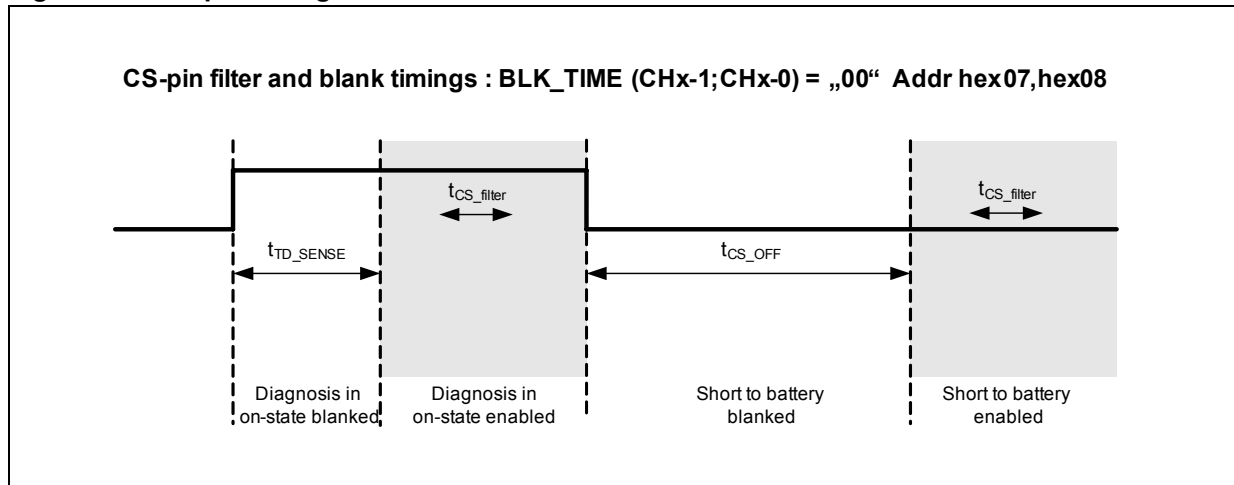 CS-pin filter and blank timings : BLK_TIME (CHx-1;CHx-0) = „00“ Addr hex07,hex08
tCS_filter
tCS_filter
tTD_SENSE
tCS_OFF
Diagnosis in
on-state blanked
Diagnosis in
on-state enabled
Short to battery
blanked
Short to battery
enabled